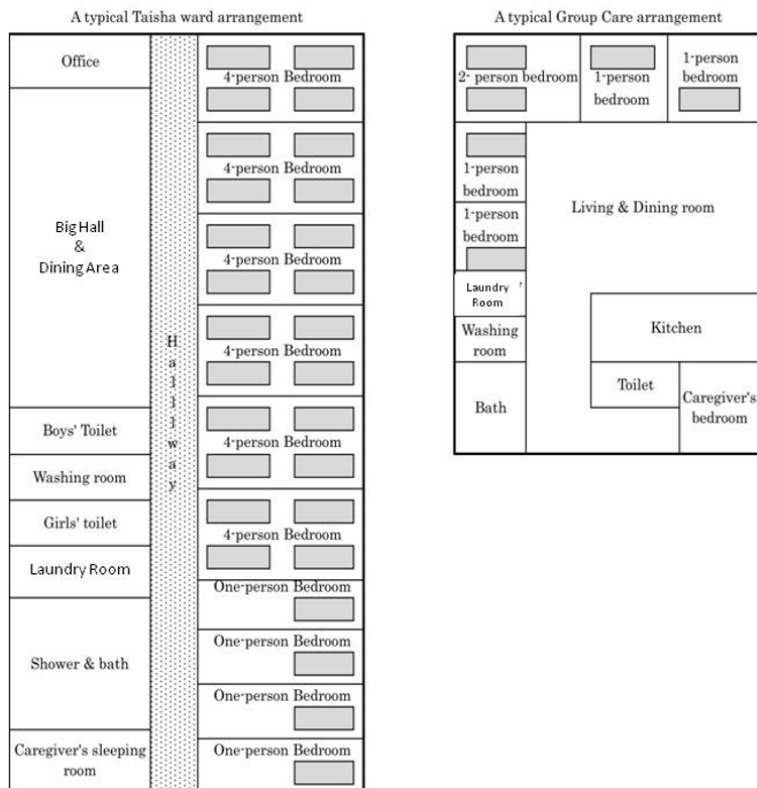 A typical Taisha ward arrangement
Office
Big Hall
&
Dining Area
Boys' Toilet
Washing room
Girls' toilet
Laundry Room
Shower & bath
Caregiver's sleeping
room
Hallway
4-person Bedroom
4-person Bedroom
4-person Bedroom
4-person Bedroom
4-person Bedroom
4-person Bedroom
One-person Bedroom
One-person Bedroom
One-person Bedroom
One-person Bedroom
A typical Group Care arrangement
2- person bedroom
1-person
bedroom
1-person
bedroom
1-person
bedroom
1-person
bedroom
Laundry
Room
Washing
room
Bath
Living & Dining room
Kitchen
Toilet
Caregiver's
bedroom